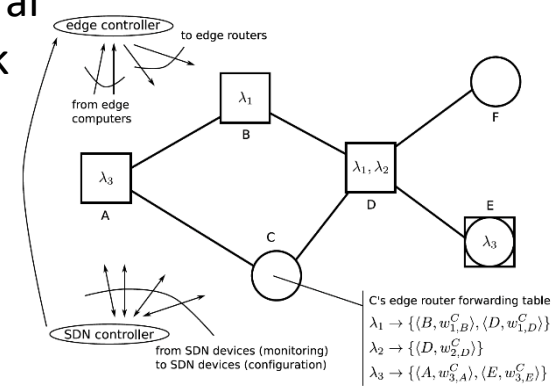 al
k
edge controller
to edge routers
from edge
computers
λ₁
B
λ₃
A
λ₁, λ₂
D
F
E
λ₃
C
SDN controller
from SDN devices (monitoring)
to SDN devices (configuration)
C's edge router forwarding table
λ₁ → {⟨B, w^C_{1,B}⟩, ⟨D, w^C_{1,D}⟩}
λ₂ → {⟨D, w^C_{2,D}⟩}
λ₃ → {⟨A, w^C_{3,A}⟩, ⟨E, w^C_{3,E}⟩}